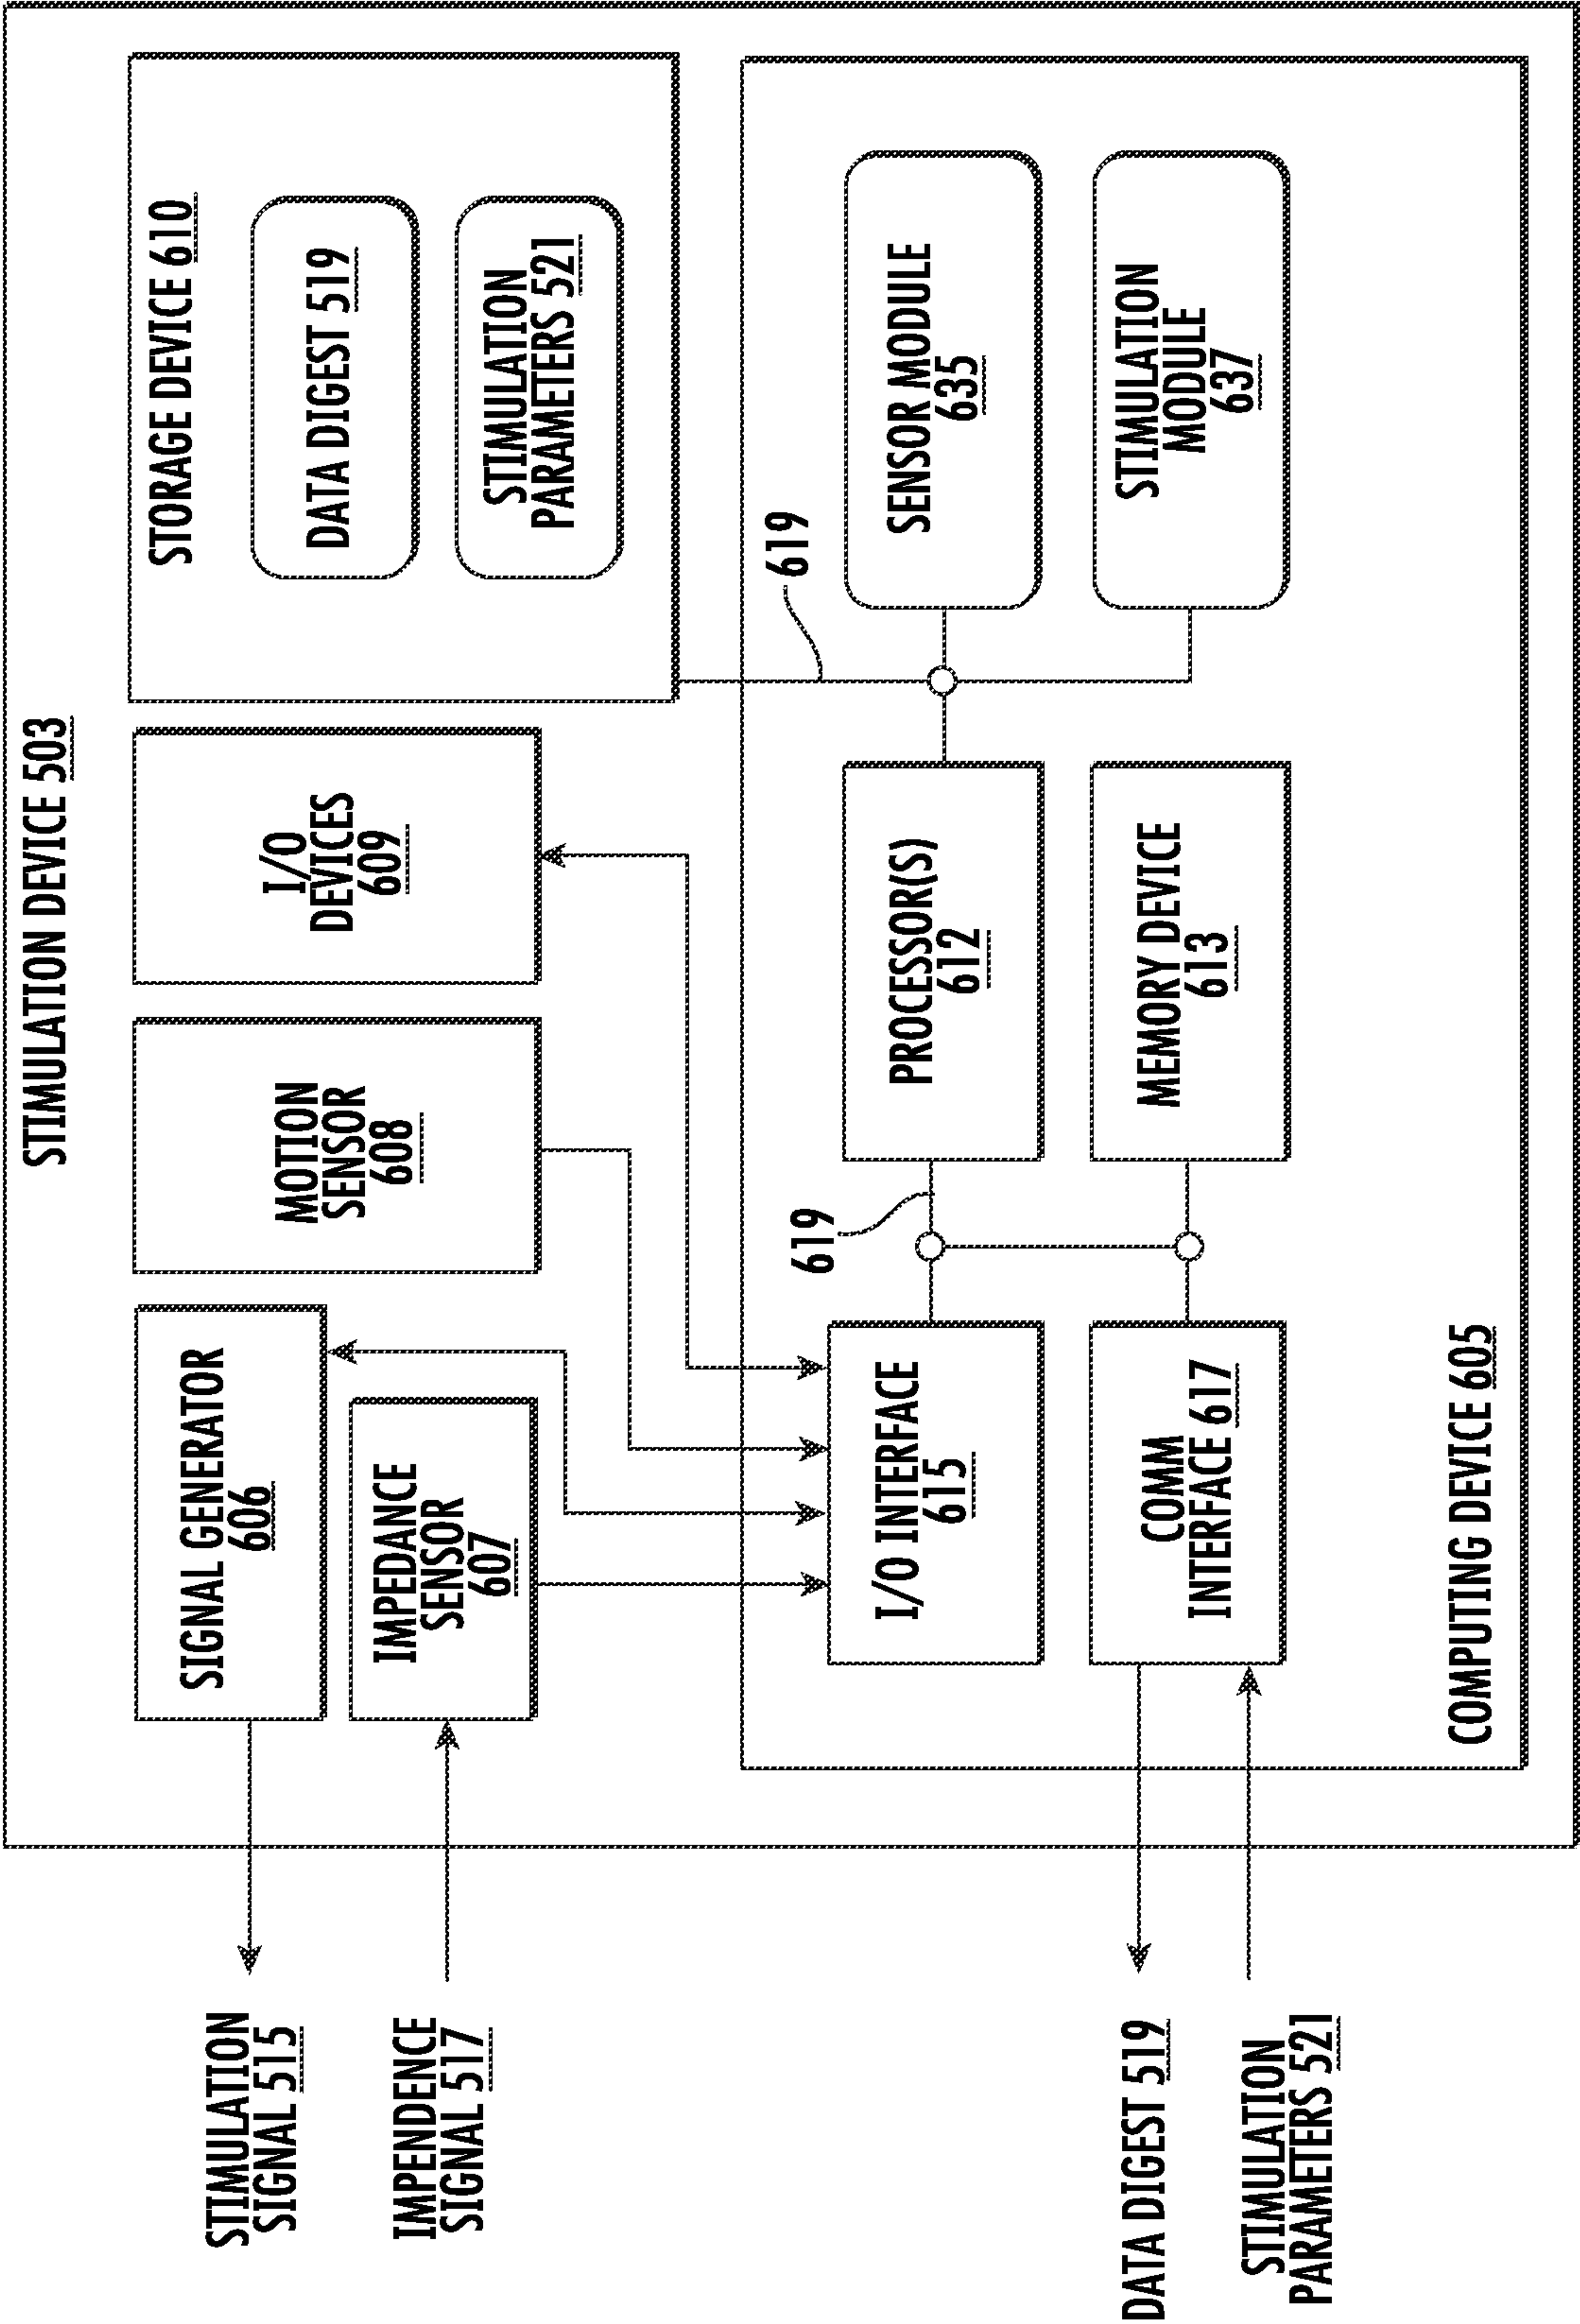 STIMULATION DEVICE 503
STIMULATION
SIGNAL 515
IMPENDENCE
SIGNAL 517
SIGNAL GENERATOR
606
IMPEDANCE
SENSOR
607
MOTION
SENSOR
608
I/O
DEVICES
609
STORAGE DEVICE 610
DATA DIGEST 519
STIMULATION
PARAMETERS 521
619
619
I/O INTERFACE
615
PROCESSOR(S)
612
SENSOR MODULE
635
COMM
INTERFACE 617
MEMORY DEVICE
613
STIMULATION
MODULE
637
DATA DIGEST 519
STIMULATION
PARAMETERS 521
COMPUTING DEVICE 605